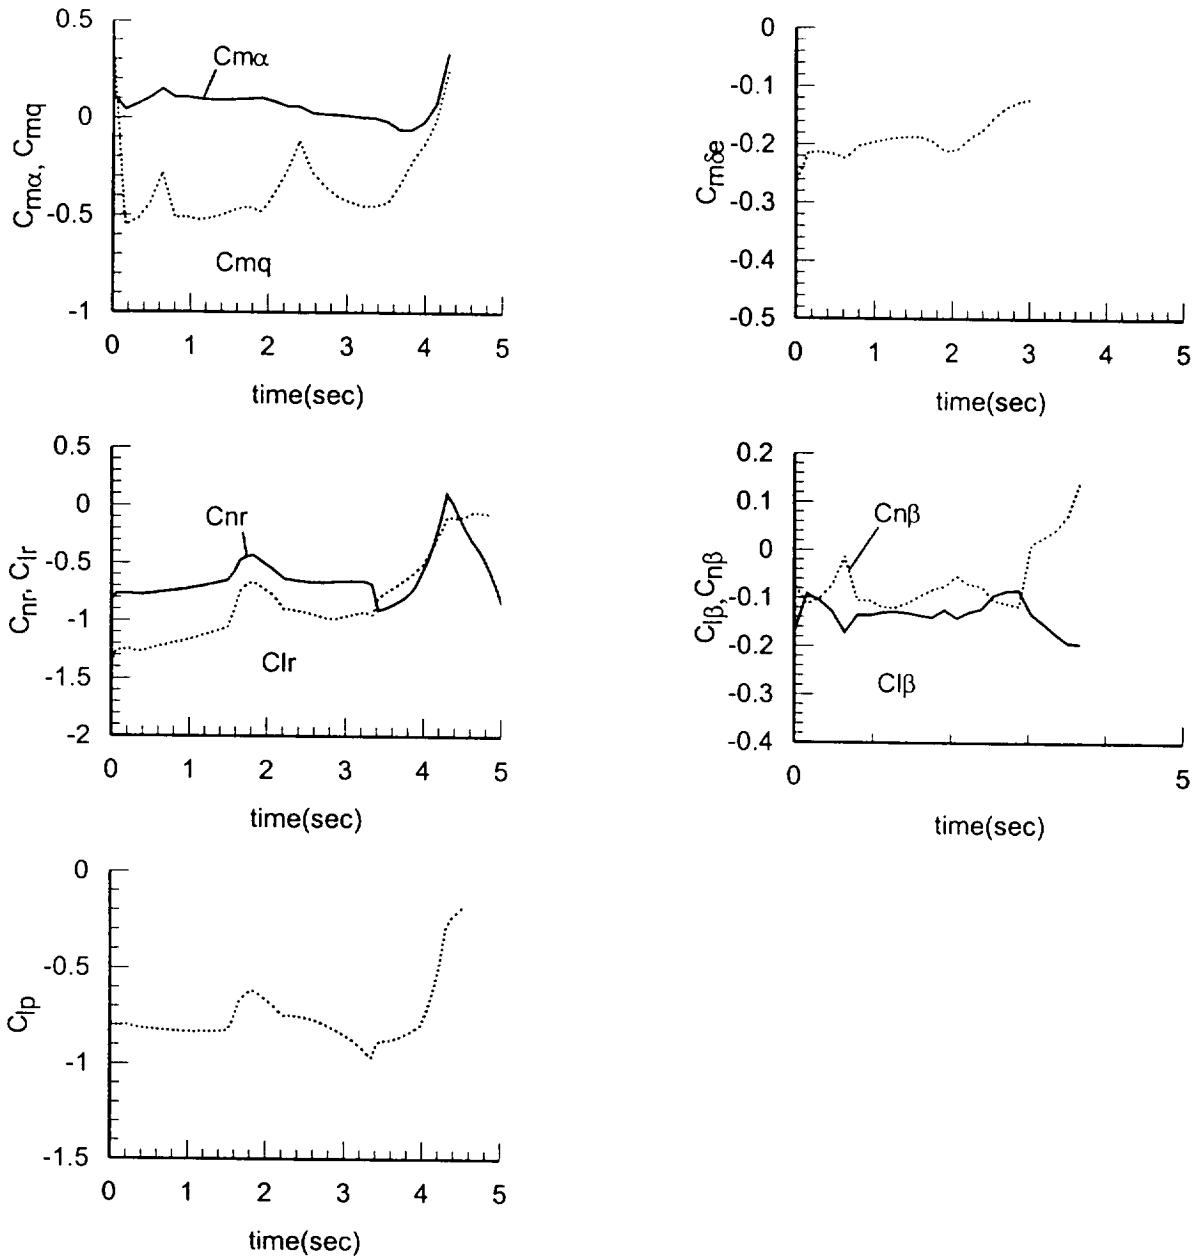 0.5
0
-0.5
-1
Cmα, Cmq
Cmα
Cmq
0 1 2 3 4 5
time(sec)
0
-0.1
-0.2
-0.3
-0.4
-0.5
Cmδe
0 1 2 3 4 5
time(sec)
0.5
0
-0.5
-1
-1.5
-2
Cnr, Clr
Cnr
Clr
0 1 2 3 4 5
time(sec)
0.2
0.1
0
-0.1
-0.2
-0.3
-0.4
Clβ,Cnβ
Cnβ
Clβ
0 5
time(sec)
0
-0.5
-1
-1.5
Clp
0 1 2 3 4 5
time(sec)